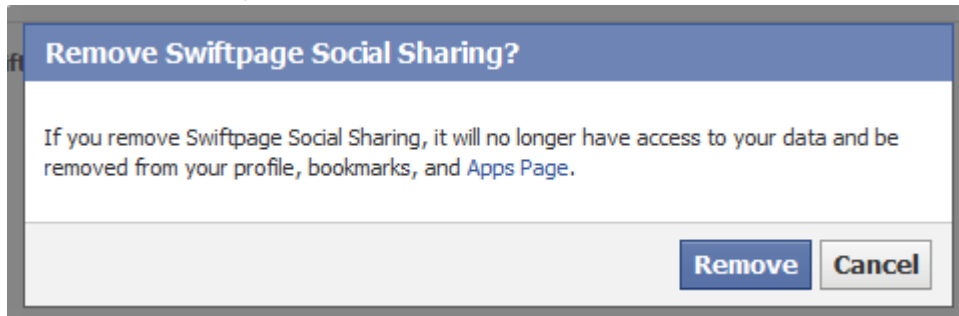 Remove Swiftpage Social Sharing?
If you remove Swiftpage Social Sharing, it will no longer have access to your data and be
removed from your profile, bookmarks, and Apps Page.
Remove Cancel